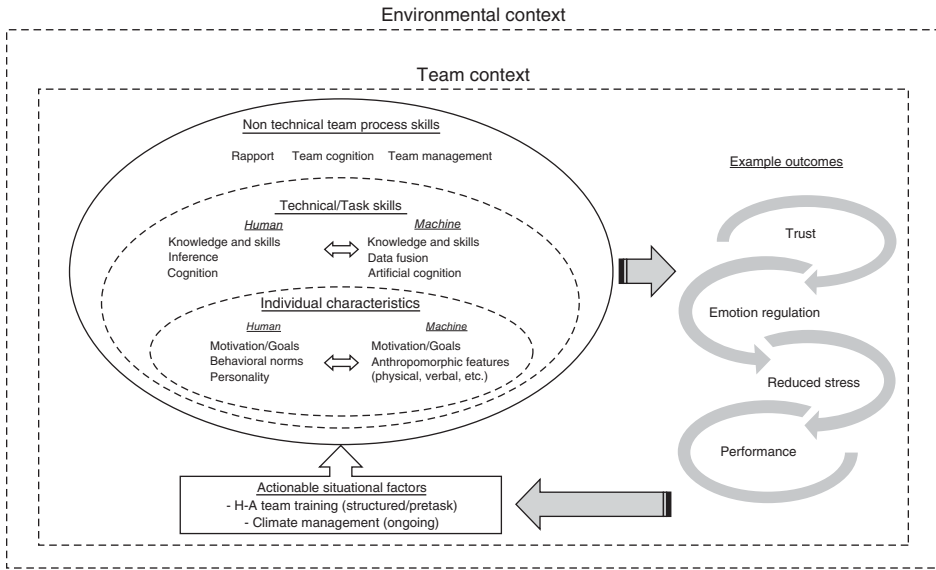 Environmental context
Team context
Non technical team process skills
Rapport Team cognition Team management
Technical/Task skills
Human Machine
Knowledge and skills Knowledge and skills
Inference Data fusion
Cognition Artificial cognition
Individual characteristics
Human Machine
Motivation/Goals Motivation/Goals
Behavioral norms Anthropomorphic features
Personality (physical, verbal, etc.)
Actionable situational factors
- H-A team training (structured/pretask)
- Climate management (ongoing)
Example outcomes
Trust
Emotion regulation
Reduced stress
Performance